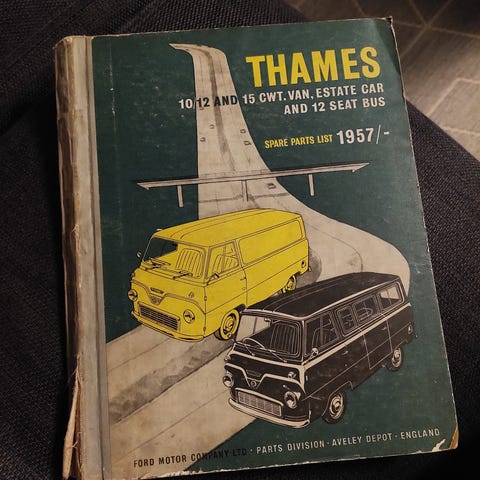 THAMES
10/12 AND 15 CWT. VAN, ESTATE CAR
AND 12 SEAT BUS
SPARE PARTS LIST 1957/-
FORD MOTOR COMPANY LTD · PARTS DIVISION · AVELEY DEPOT · ENGLAND